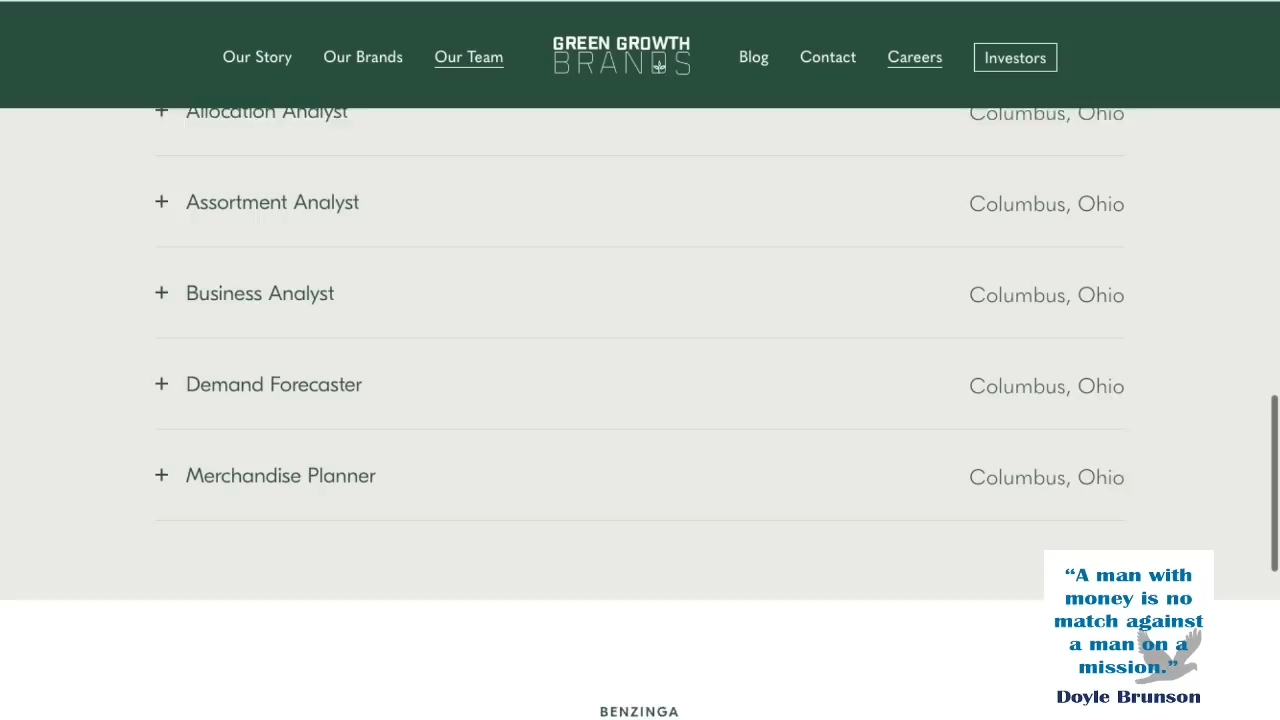 Our Story Our Brands Our Team GREEN GROWTH BRANDS Blog Contact Careers Investors
+ Allocation Analyst Columbus, Ohio
+ Assortment Analyst Columbus, Ohio
+ Business Analyst Columbus, Ohio
+ Demand Forecaster Columbus, Ohio
+ Merchandise Planner Columbus, Ohio
“A man with
money is no
match against
a man on a
mission.”
Doyle Brunson
BENZINGA